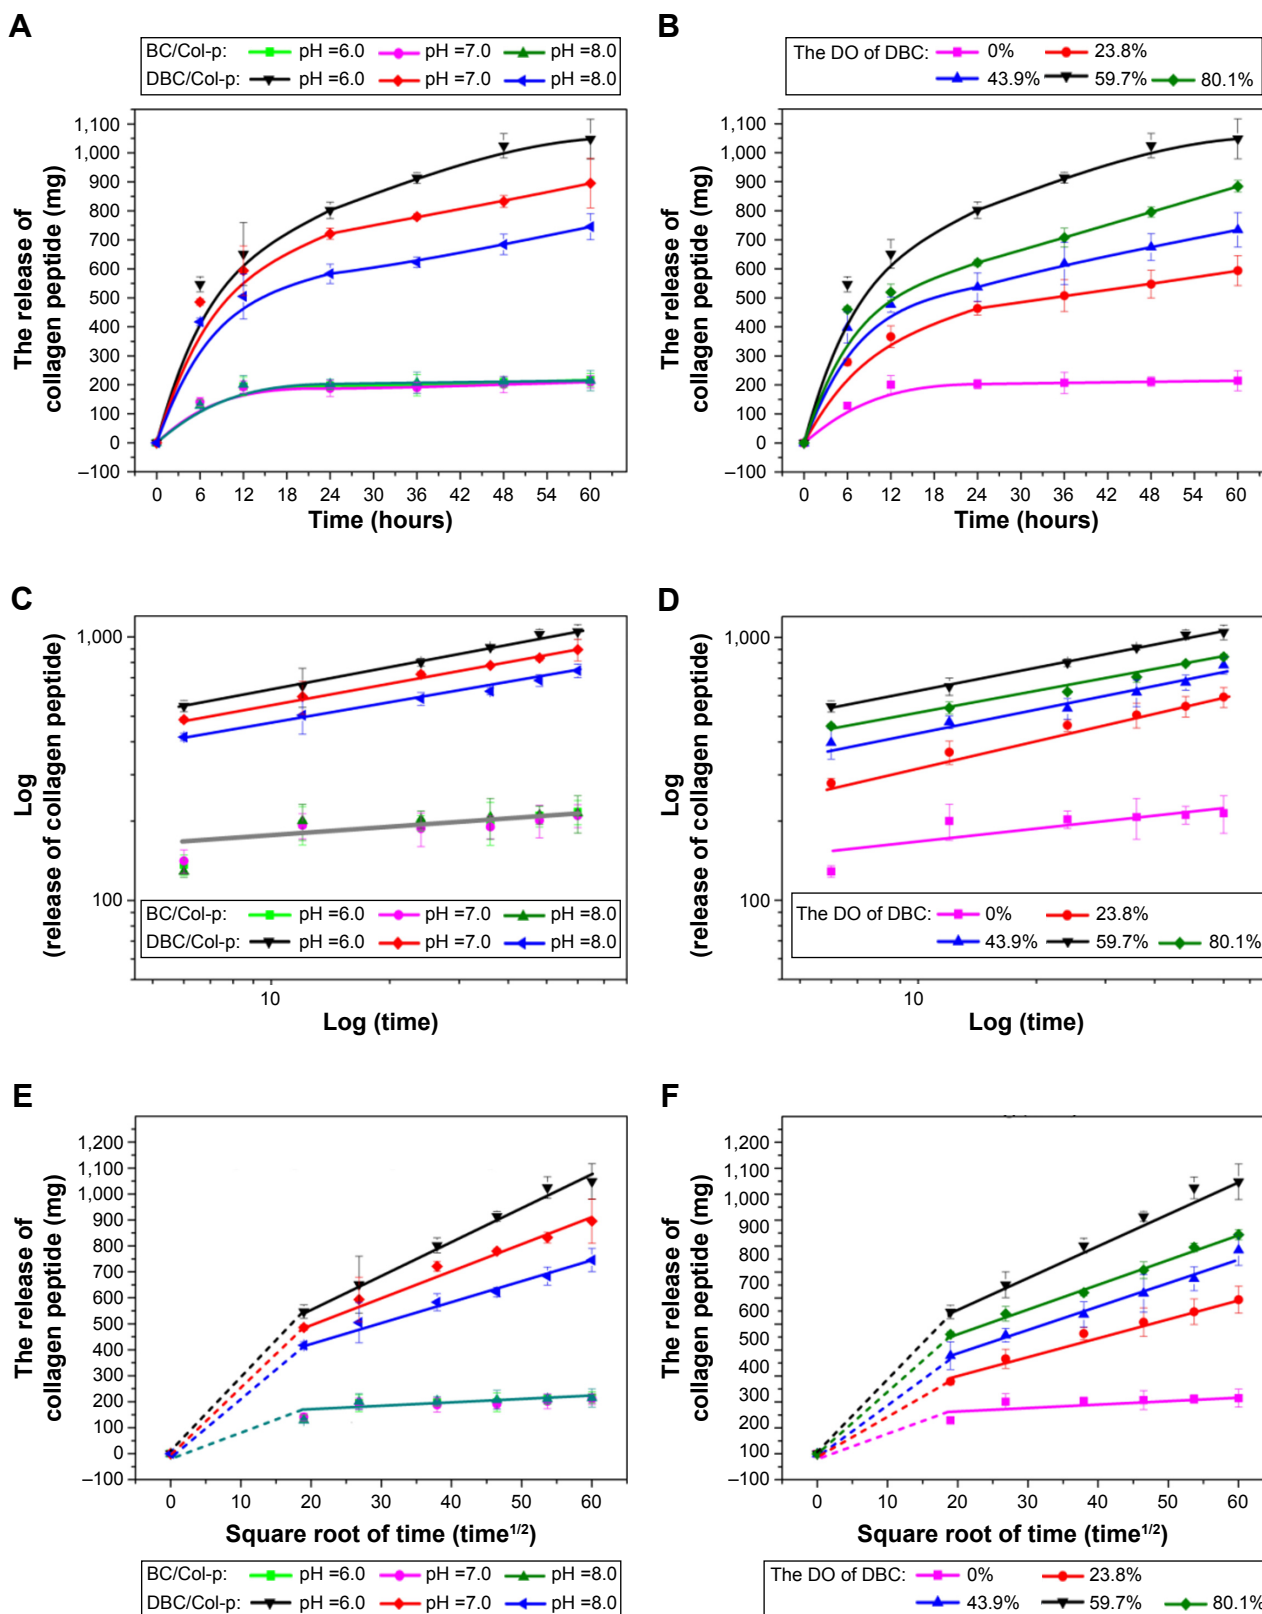 A
BC/Col-p: pH =6.0 pH =7.0 pH =8.0
DBC/Col-p: pH =6.0 pH =7.0 pH =8.0
The release of
collagen peptide (mg)
1,100
1,000
900
800
700
600
500
400
300
200
100
0
–100
0 6 12 18 24 30 36 42 48 54 60
Time (hours)
B
The DO of DBC: 0% 23.8%
43.9% 59.7% 80.1%
The release of
collagen peptide (mg)
1,100
1,000
900
800
700
600
500
400
300
200
100
0
–100
0 6 12 18 24 30 36 42 48 54 60
Time (hours)
C
Log
(release of collagen peptide)
1,000
100
BC/Col-p: pH =6.0 pH =7.0 pH =8.0
DBC/Col-p: pH =6.0 pH =7.0 pH =8.0
10
Log (time)
D
Log
(release of collagen peptide)
1,000
100
The DO of DBC: 0% 23.8%
43.9% 59.7% 80.1%
10
Log (time)
E
The release of
collagen peptide (mg)
1,200
1,100
1,000
900
800
700
600
500
400
300
200
100
0
–100
0 10 20 30 40 50 60
Square root of time (time1/2)
BC/Col-p: pH =6.0 pH =7.0 pH =8.0
DBC/Col-p: pH =6.0 pH =7.0 pH =8.0
F
The release of
collagen peptide (mg)
1,200
1,100
1,000
900
800
700
600
500
400
300
200
100
–100
0 10 20 30 40 50 60
Square root of time (time1/2)
The DO of DBC: 0% 23.8%
43.9% 59.7% 80.1%